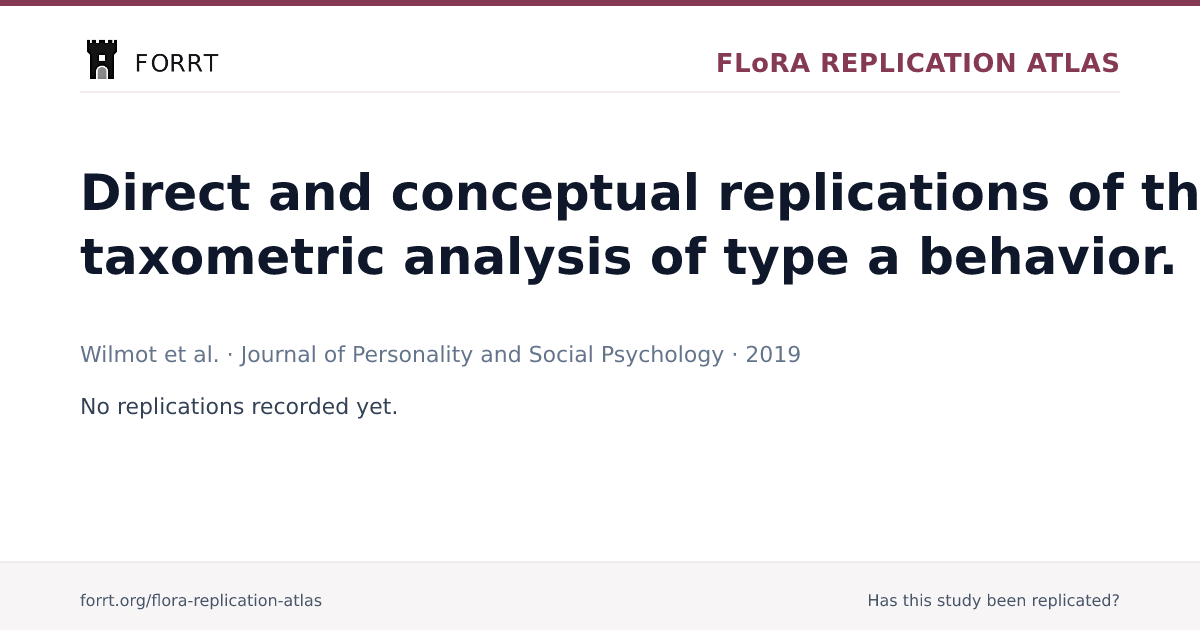 FORRT
FLoRA REPLICATION ATLAS
Direct and conceptual replications of th
taxometric analysis of type a behavior.
Wilmot et al. · Journal of Personality and Social Psychology · 2019
No replications recorded yet.
forrt.org/flora-replication-atlas
Has this study been replicated?